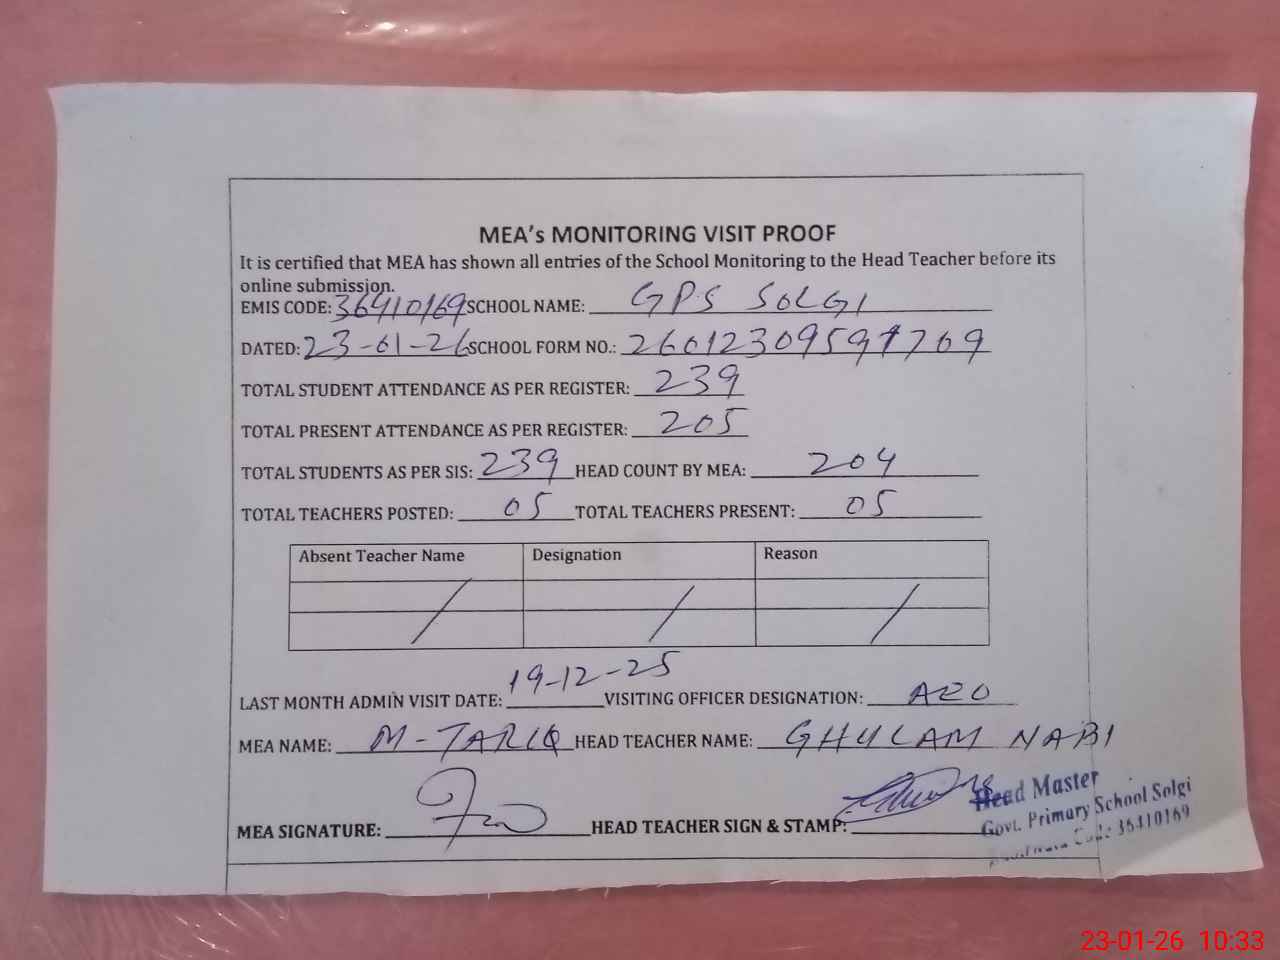 MEA's MONITORING VISIT PROOF
It is certified that MEA has shown all entries of the School Monitoring to the Head Teacher before its
online submission.
EMIS CODE: 36410169 SCHOOL NAME: GPS SOLGI
DATED: 23-01-26 SCHOOL FORM NO.: 26012309597709
TOTAL STUDENT ATTENDANCE AS PER REGISTER: 239
TOTAL PRESENT ATTENDANCE AS PER REGISTER: 205
TOTAL STUDENTS AS PER SIS: 239 HEAD COUNT BY MEA: 204
TOTAL TEACHERS POSTED: 05 TOTAL TEACHERS PRESENT: 05
Absent Teacher Name Designation Reason
LAST MONTH ADMIN VISIT DATE: 19-12-25 VISITING OFFICER DESIGNATION: AEO
MEA NAME: M-TARIQ HEAD TEACHER NAME: GHULAM NABI
MEA SIGNATURE: HEAD TEACHER SIGN & STAMP:
Head Master
Govt. Primary School Solgi
Code 36410169
23-01-26 10:33